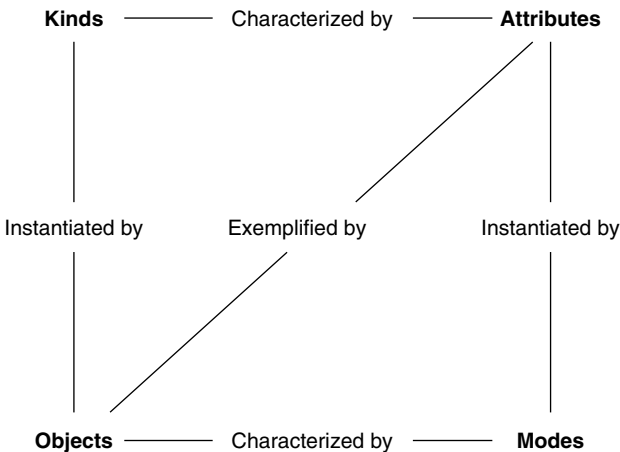 Kinds Characterized by Attributes
Instantiated by Exemplified by Instantiated by
Objects Characterized by Modes